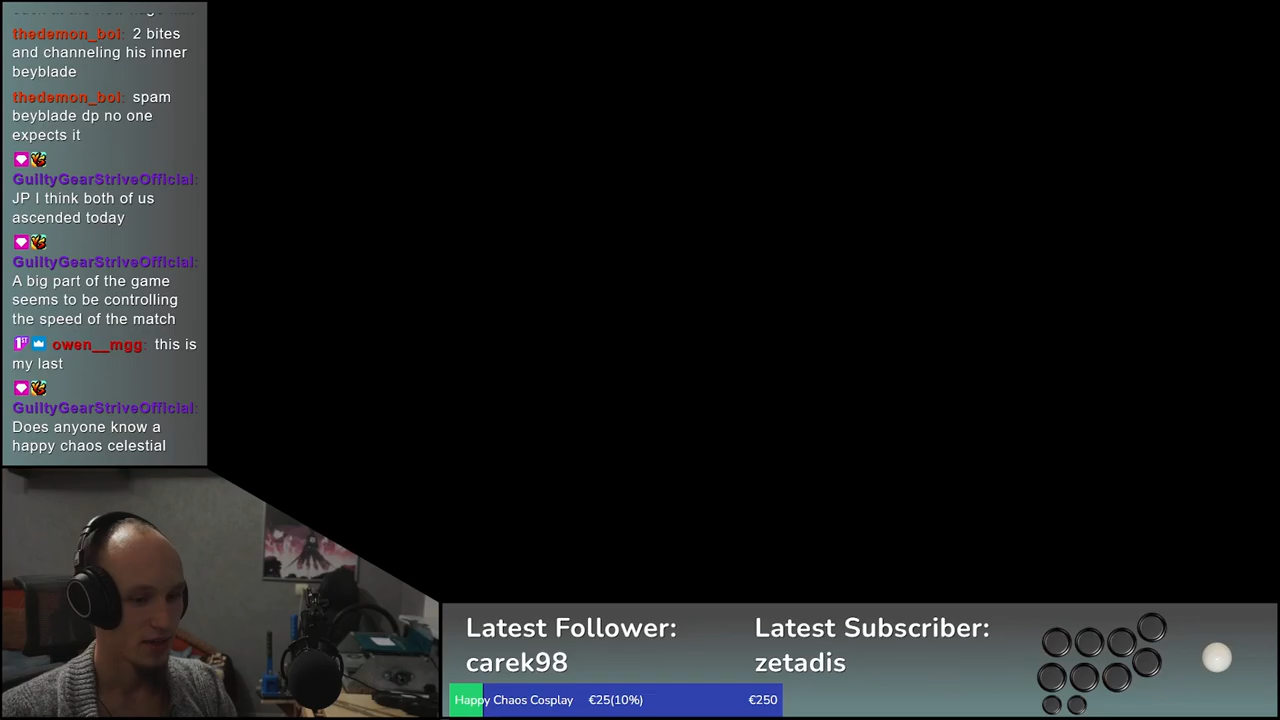 thedemon_boi: 2 bites
and channeling his inner
beyblade
thedemon_boi: spam
beyblade dp no one
expects it
GuiltyGearStriveOfficial:
JP I think both of us
ascended today
GuiltyGearStriveOfficial:
A big part of the game
seems to be controlling
the speed of the match
1ST owen__mgg: this is
my last
GuiltyGearStriveOfficial:
Does anyone know a
happy chaos celestial
Latest Follower:
carek98
Latest Subscriber:
zetadis
Happy Chaos Cosplay €25(10%) €250